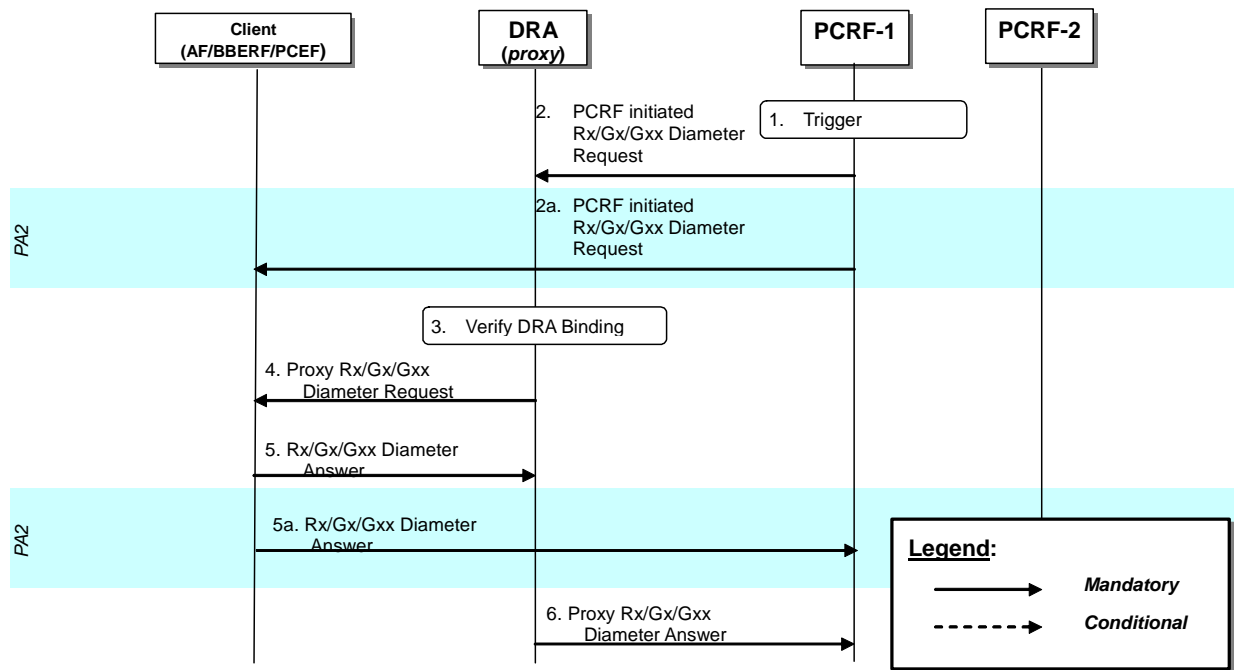 Client
(AF/BBERF/PCEF)
DRA
(proxy)
PCRF-1
PCRF-2
1. Trigger
2. PCRF initiated
Rx/Gx/Gxx Diameter
Request
PA2
2a. PCRF initiated
Rx/Gx/Gxx Diameter
Request
3. Verify DRA Binding
4. Proxy Rx/Gx/Gxx
Diameter Request
5. Rx/Gx/Gxx Diameter
Answer
PA2
5a. Rx/Gx/Gxx Diameter
Answer
6. Proxy Rx/Gx/Gxx
Diameter Answer
Legend:
Mandatory
Conditional